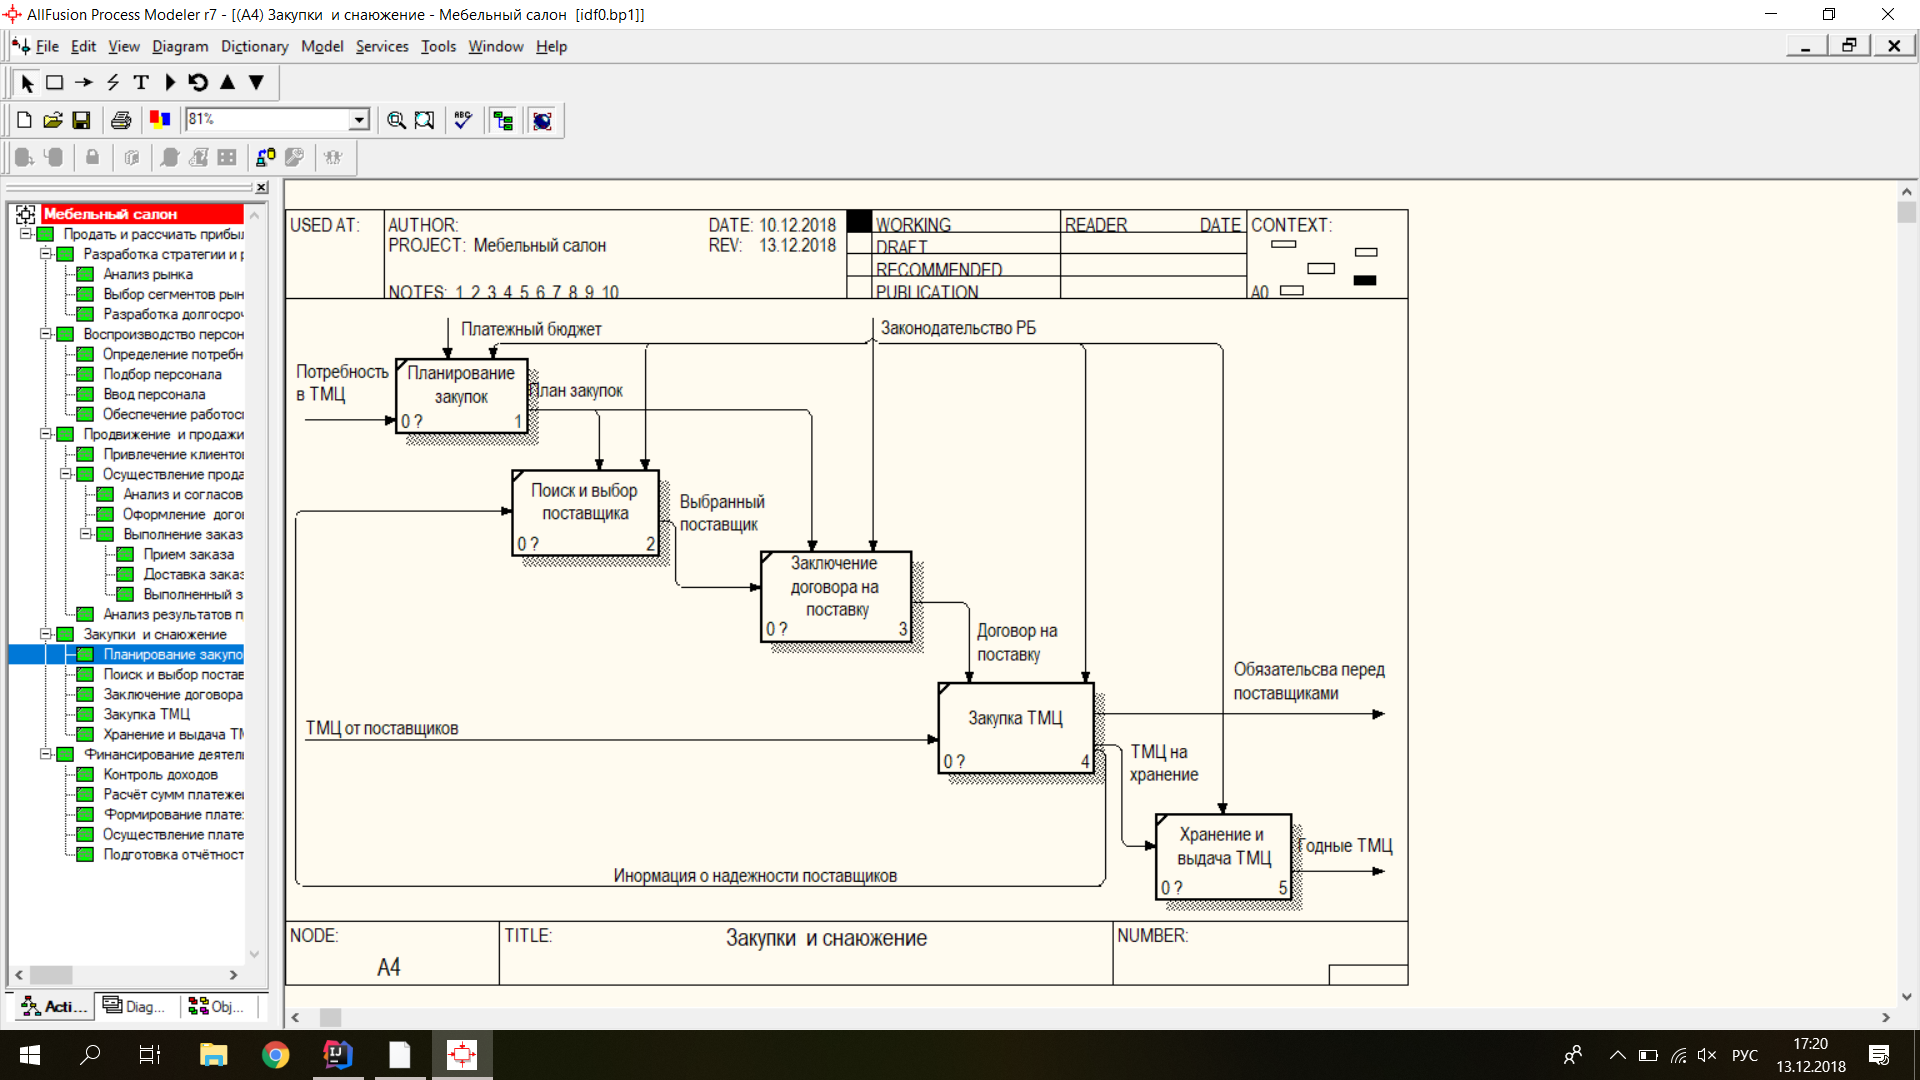 AllFusion Process Modeler r7 - [(A4) Закупки  и снаюжение - Мебельный салон  [idf0.bp1]]
File Edit View Diagram Dictionary Model Services Tools Window Help
81%
Мебельный салон
Продать и рассчиать прибыл
Разработка стратегии и р
Анализ рынка
Выбор сегментов рын
Разработка долгосроч
Воспроизводство персон
Определение потребн
Подбор персонала
Ввод персонала
Обеспечение работос
Продвижение  и продажи
Привлечение клиенто
Осуществление прода
Анализ и согласов
Оформление  дого
Выполнение заказ
Прием заказа
Доставка заказ
Выполненный з
Анализ результатов п
Закупки  и снаюжение
Планирование закупо
Поиск и выбор постав
Заключение договора
Закупка ТМЦ
Хранение и выдача ТМ
Финансирование деятель
Контроль доходов
Расчёт сумм платеже
Формирование плате
Осуществление плате
Подготовка отчётност
Acti... Diag... Obj...
USED AT: AUTHOR: DATE: 10.12.2018 WORKING READER DATE CONTEXT:
PROJECT: Мебельный салон REV: 13.12.2018 DRAFT
RECOMMENDED
NOTES: 1 2 3 4 5 6 7 8 9 10 PUBLICATION A0
Платежный бюджет
Законодательство РБ
Потребность
в ТМЦ
Планирование
закупок
0 ? 1
План закупок
Поиск и выбор
поставщика
0 ? 2
Выбранный
поставщик
Заключение
договора на
поставку
0 ? 3
Договор на
поставку
Обязательсва перед
поставщиками
Закупка ТМЦ
0 ? 4
ТМЦ от поставщиков
ТМЦ на
хранение
Хранение и
выдача ТМЦ
0 ? 5
Годные ТМЦ
Инормация о надежности поставщиков
NODE: TITLE: Закупки  и снаюжение NUMBER:
A4
РУС
17:20
13.12.2018